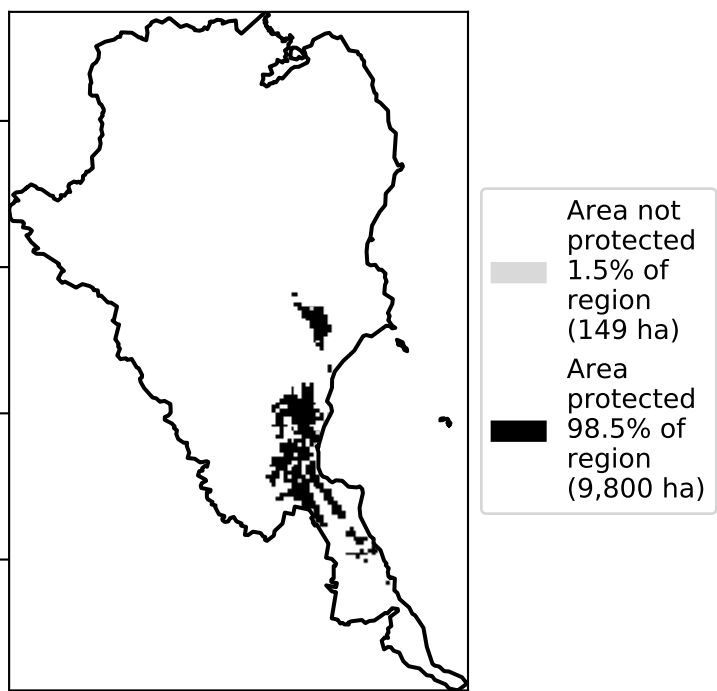 Area not
protected
1.5% of
region
(149 ha)
Area
protected
98.5% of
region
(9,800 ha)